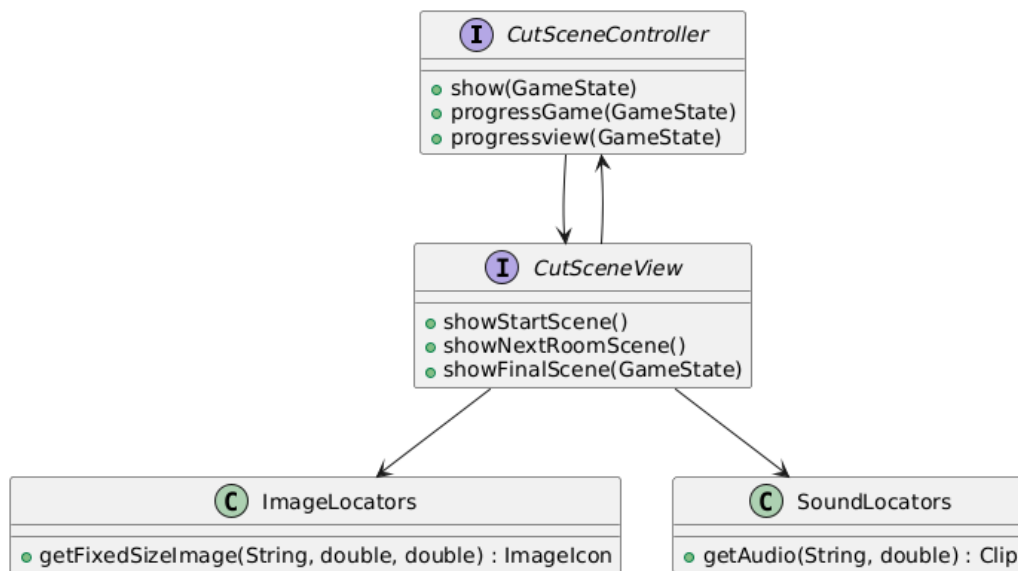 I CutSceneController
show(GameState)
progressGame(GameState)
progressview(GameState)
I CutSceneView
showStartScene()
showNextRoomScene()
showFinalScene(GameState)
C ImageLocators
getFixedSizeImage(String, double, double) : ImageIcon
C SoundLocators
getAudio(String, double) : Clip